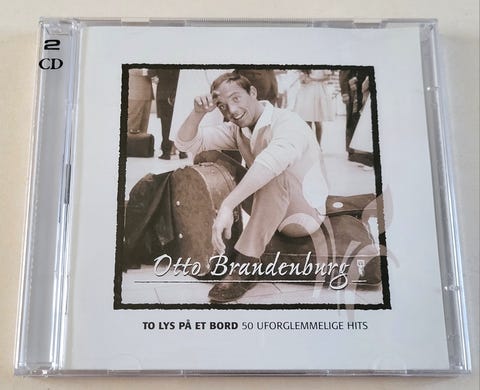 2
CD
Otto Brandenburg
TO LYS PÅ ET BORD 50 UFORGLEMMELIGE HITS